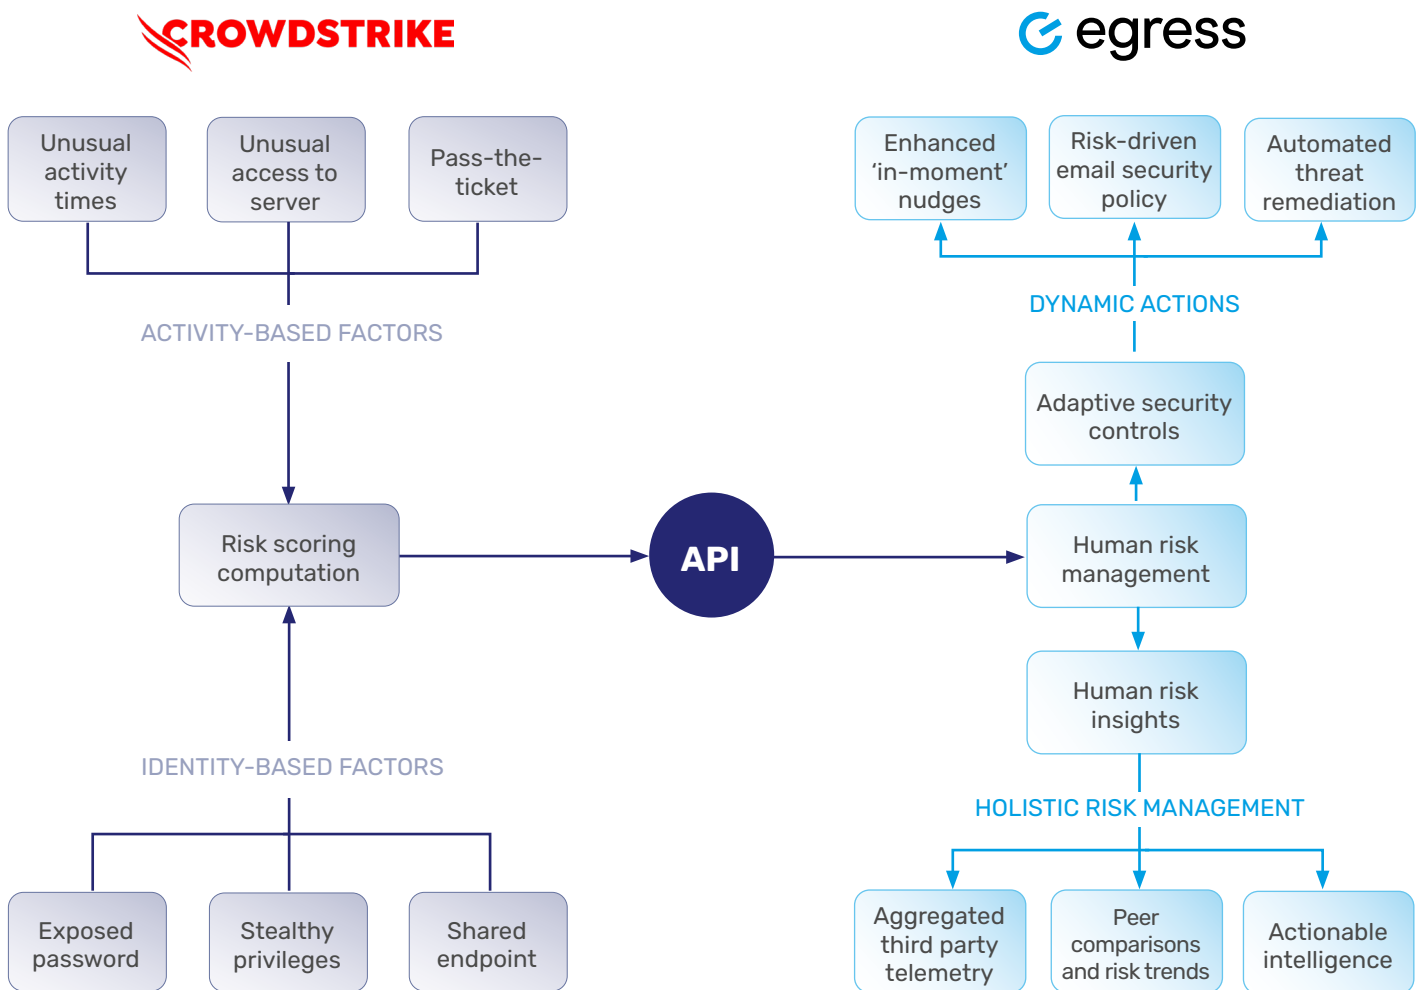 CROWDSTRIKE
egress
Unusual
activity
times
Unusual
access to
server
Pass-the-
ticket
Enhanced
‘in-moment’
nudges
Risk-driven
email security
policy
Automated
threat
remediation
ACTIVITY-BASED FACTORS
DYNAMIC ACTIONS
Adaptive security
controls
Risk scoring
computation
API
Human risk
management
Human risk
insights
IDENTITY-BASED FACTORS
HOLISTIC RISK MANAGEMENT
Exposed
password
Stealthy
privileges
Shared
endpoint
Aggregated
third party
telemetry
Peer
comparisons
and risk trends
Actionable
intelligence